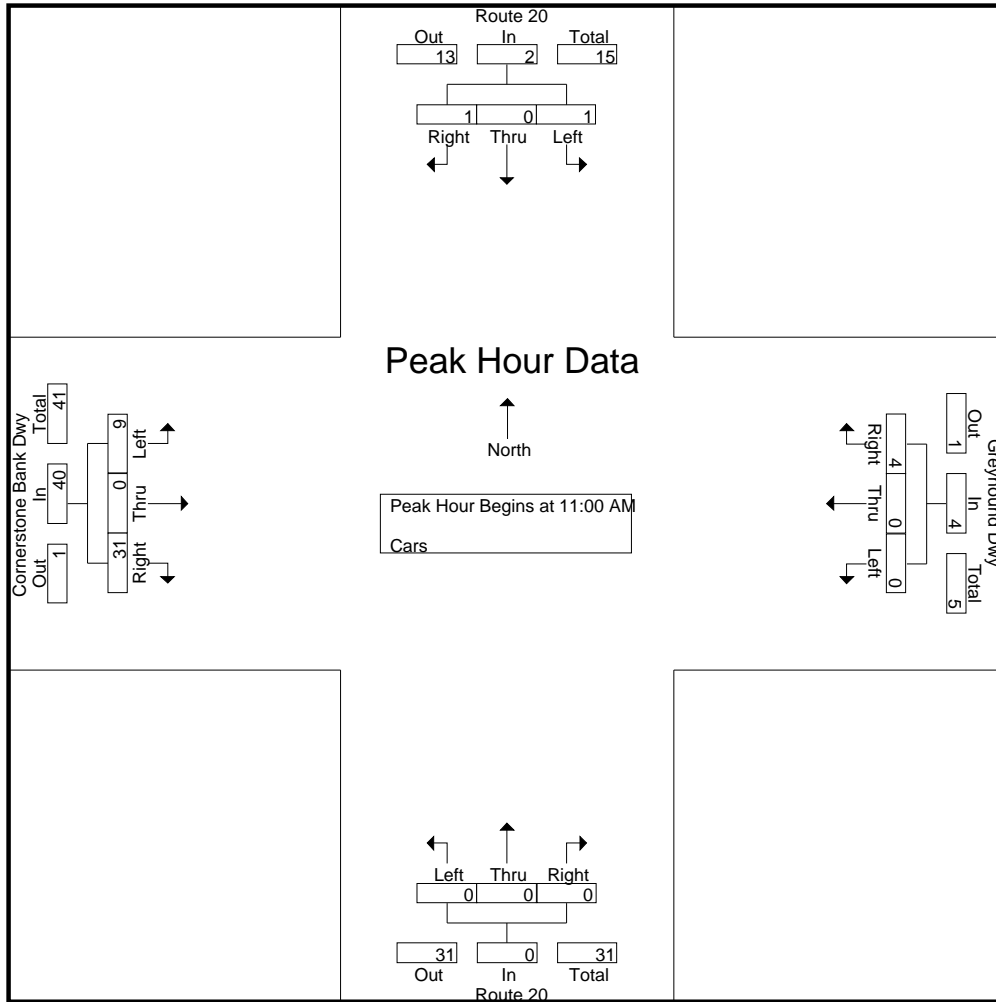 Route 20
Out In Total
13 2 15
1 0 1
Right Thru Left
Peak Hour Data
North
Peak Hour Begins at 11:00 AM
Cars
Cornerstone Bank Dwy
Out In Total
1 40 41
31 0 9
Right Thru Left
Greyhound Dwy
Out In Total
1 4 5
4 0 0
Right Thru Left
Left Thru Right
0 0 0
31 0 31
Out In Total
Route 20